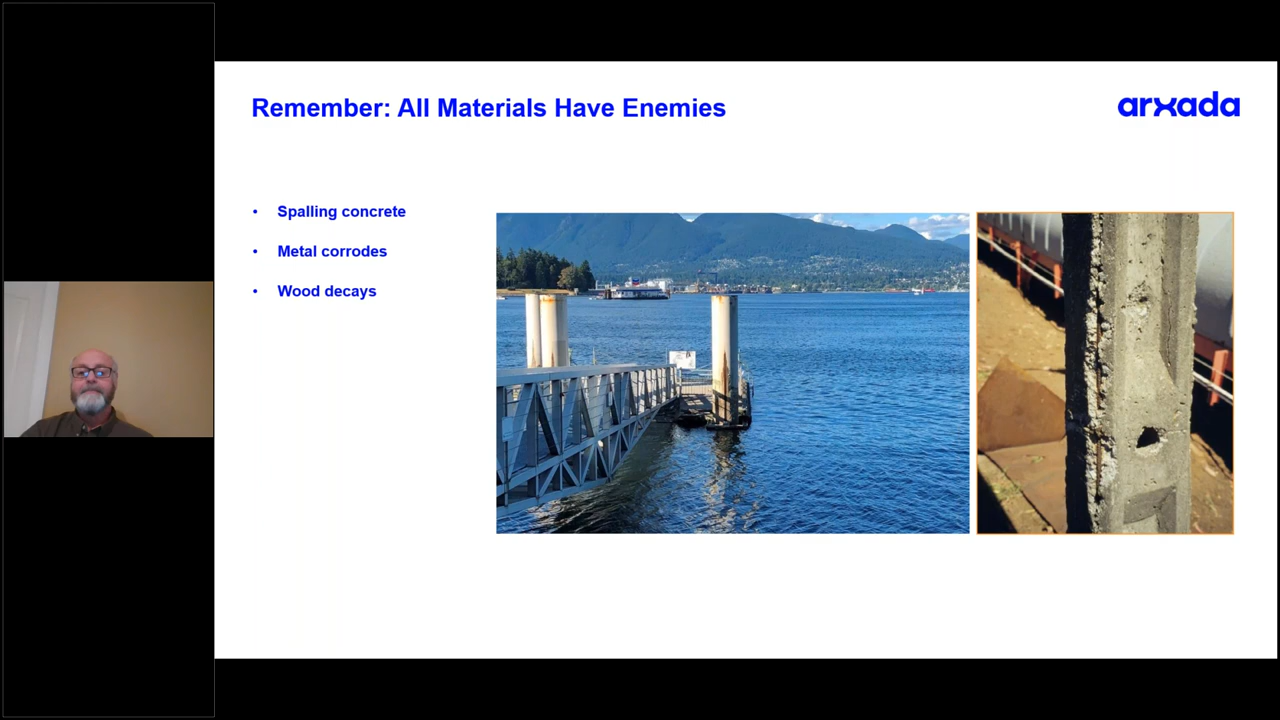 Remember: All Materials Have Enemies
arxada
• Spalling concrete
• Metal corrodes
• Wood decays